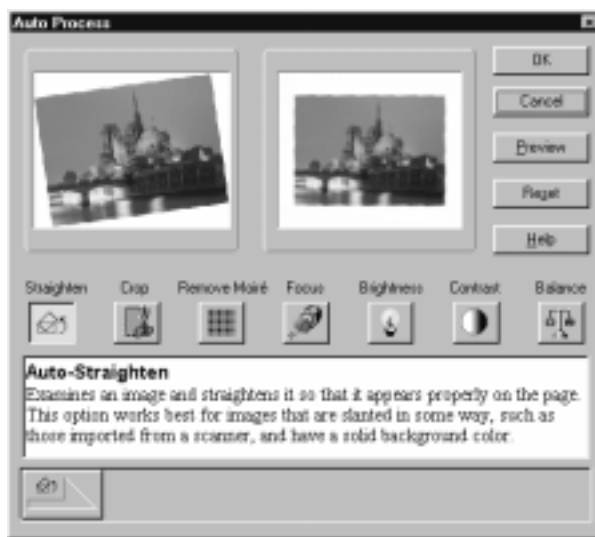 Auto Process
OK
Cancel
Preview
Reset
Help
Straighten Crop Remove Moiré Focus Brightness Contrast Balance
Auto-Straighten
Examines an image and straightens it so that it appears properly on the page.
This option works best for images that are slanted in some way, such as
those imported from a scanner, and have a solid background color.